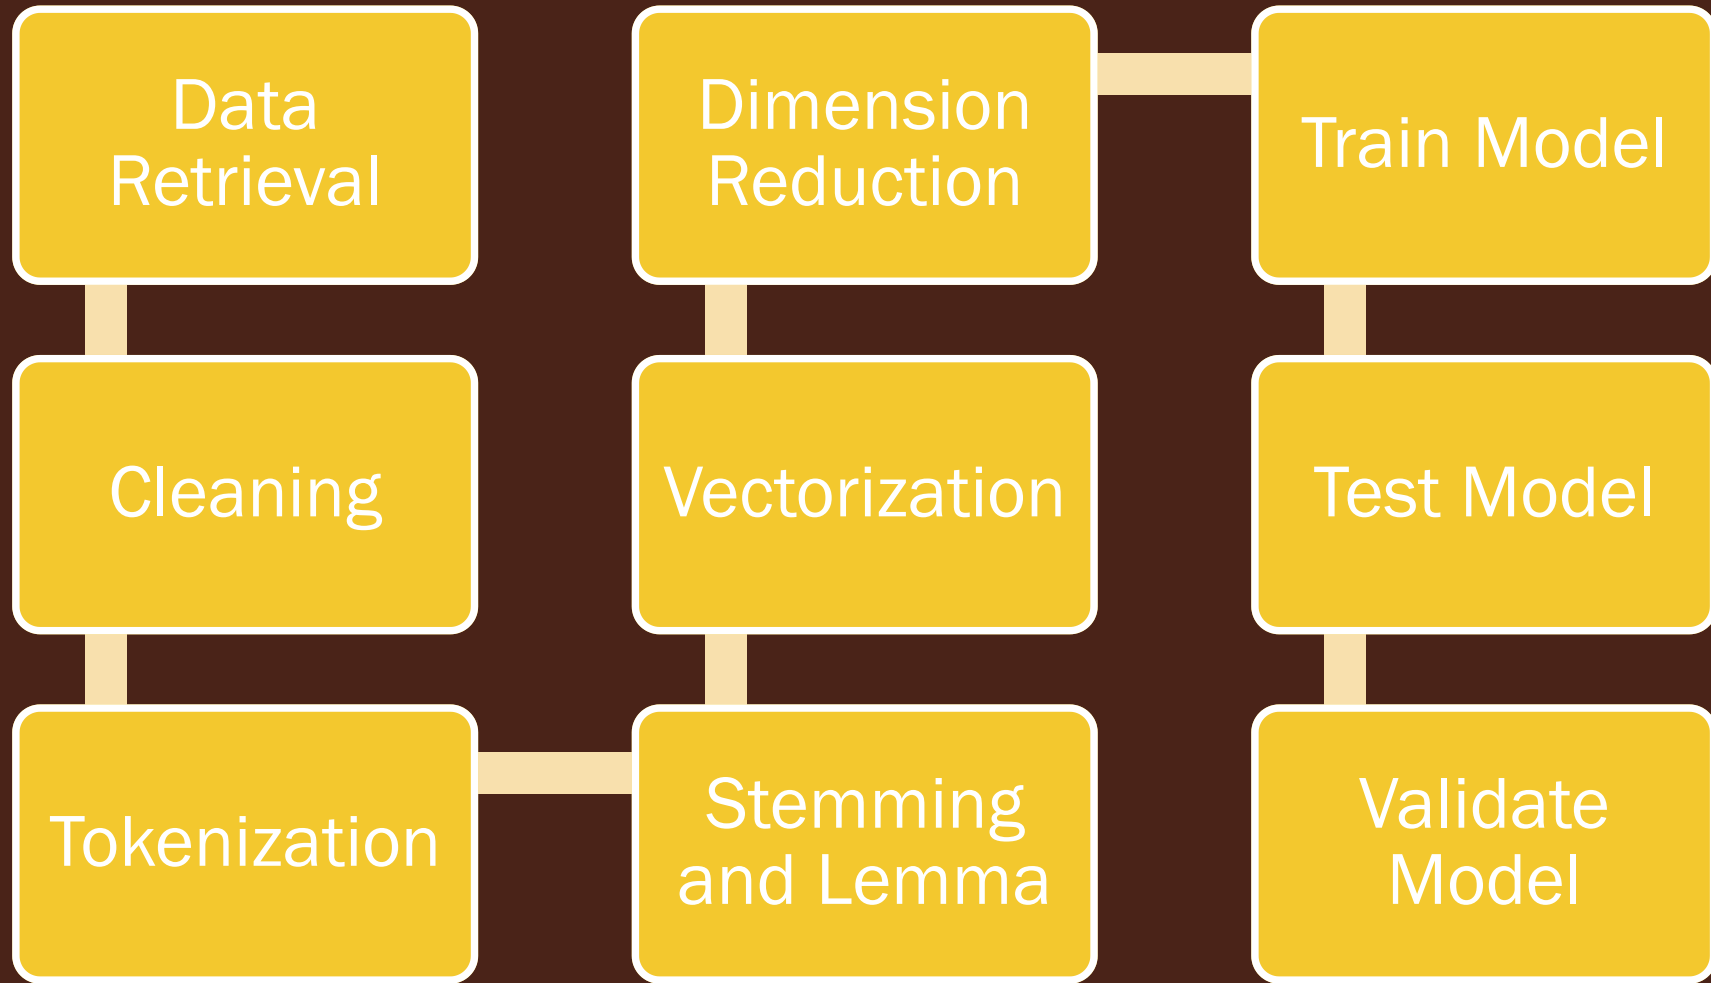 Data
Retrieval
Cleaning
Tokenization
Stemming
and Lemma
Vectorization
Dimension
Reduction
Train Model
Test Model
Validate
Model